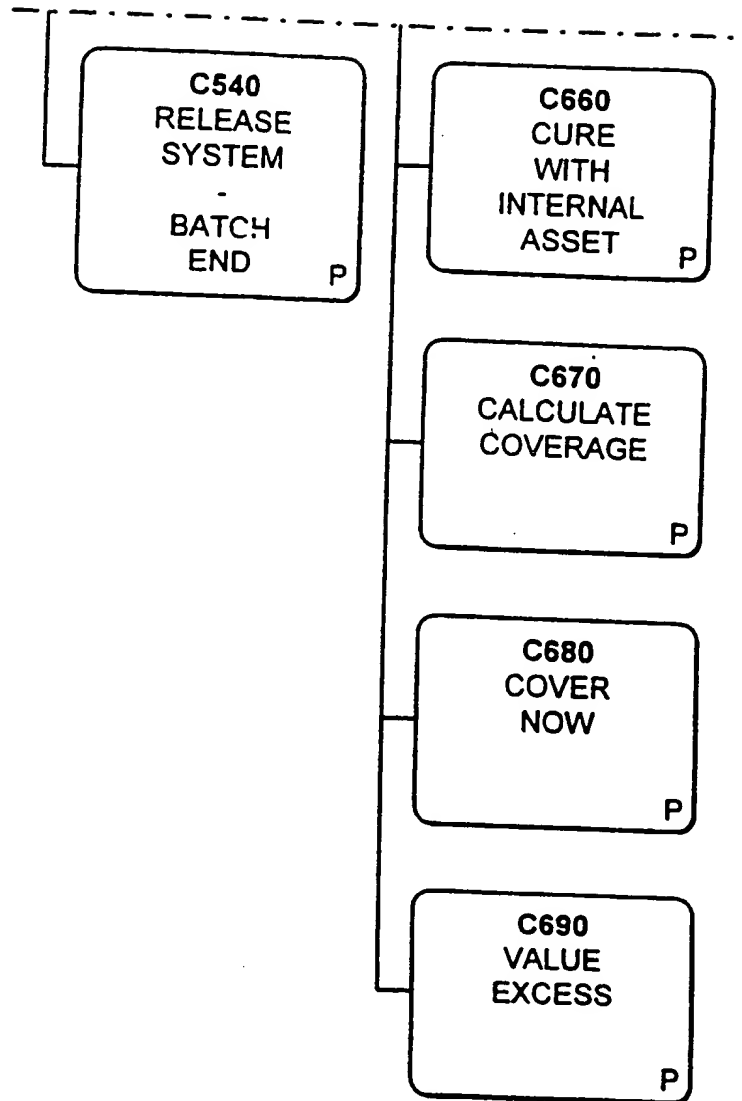 C540
RELEASE
SYSTEM
-
BATCH
END
P
C660
CURE
WITH
INTERNAL
ASSET
P
C670
CALCULATE
COVERAGE
P
C680
COVER
NOW
P
C690
VALUE
EXCESS
P